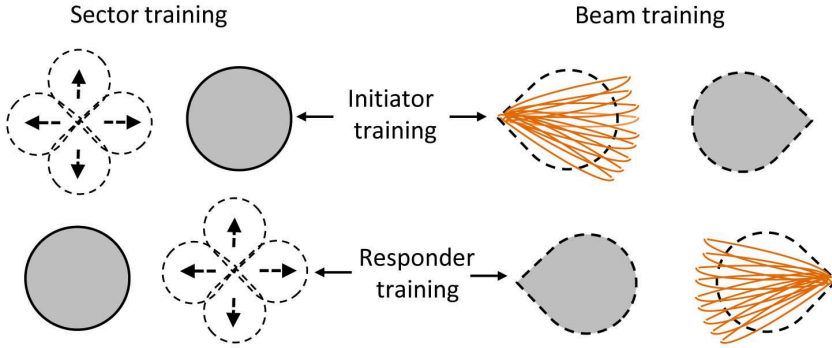 Sector training
Beam training
Initiator
training
Responder
training